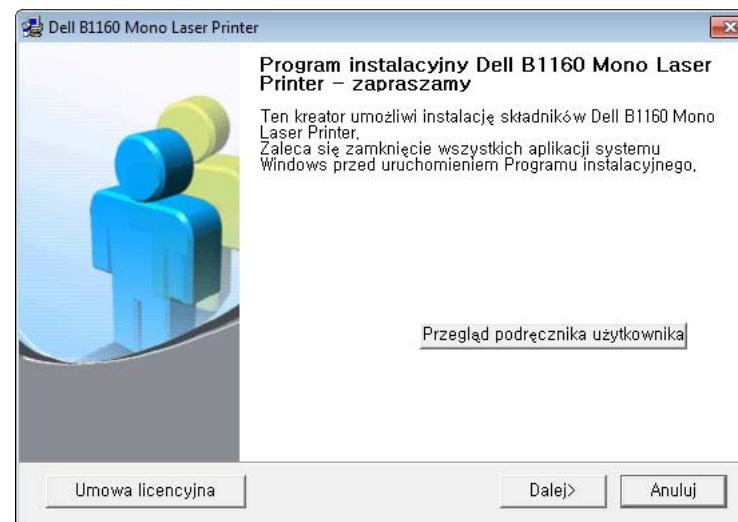 Dell B1160 Mono Laser Printer
Program instalacyjny Dell B1160 Mono Laser
Printer – zapraszamy
Ten kreator umożliwi instalację składników Dell B1160 Mono
Laser Printer.
Zaleca się zamknięcie wszystkich aplikacji systemu
Windows przed uruchomieniem Programu instalacyjnego.
Przegląd podręcznika użytkownika
Umowa licencyjna
Dalej>
Anuluj